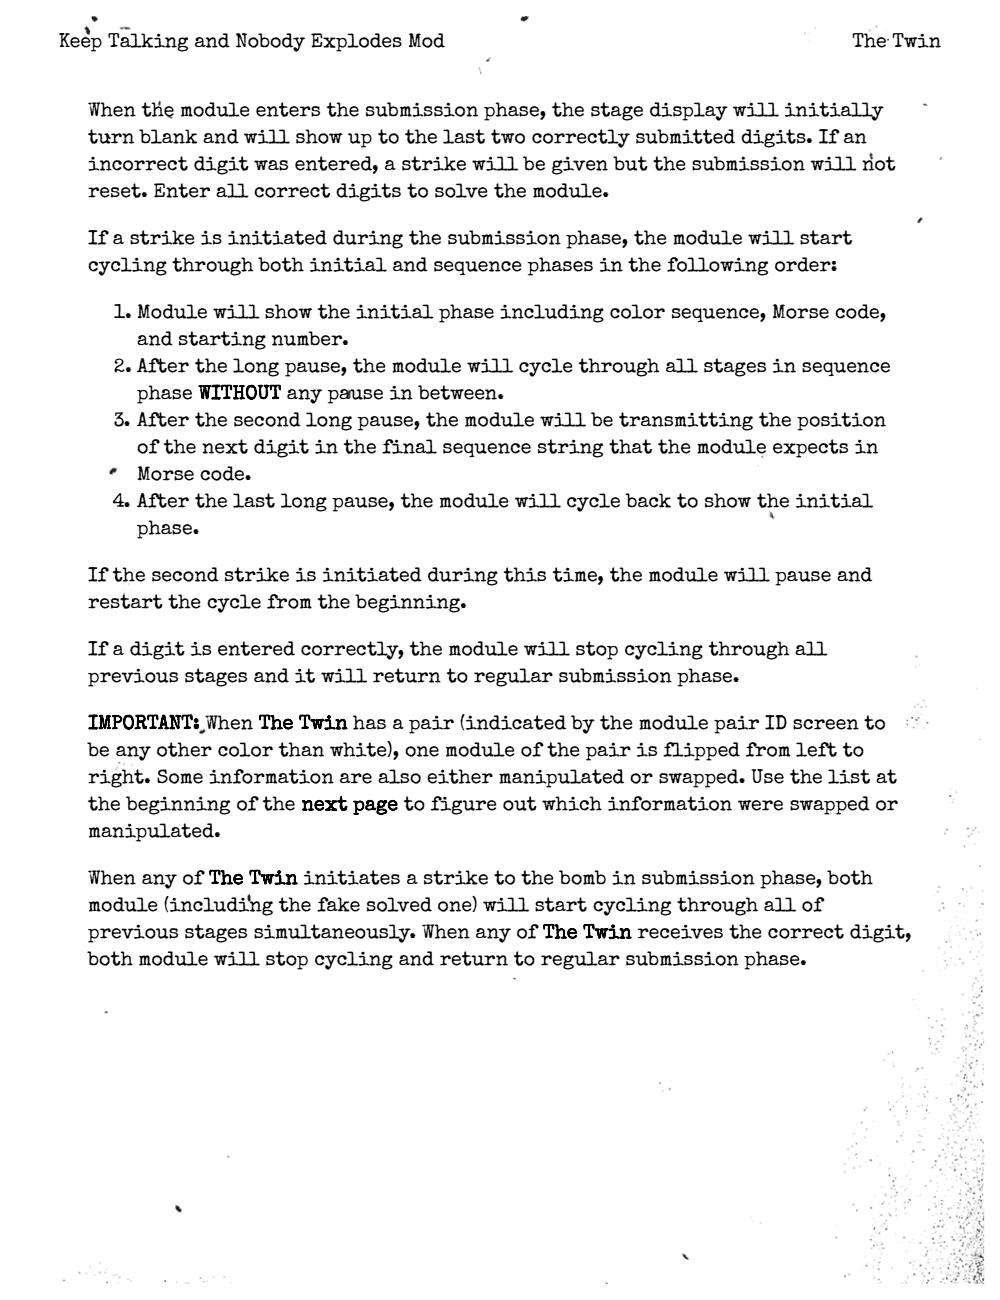 Keep Talking and Nobody Explodes Mod
The Twin
When the module enters the submission phase, the stage display will initially
turn blank and will show up to the last two correctly submitted digits. If an
incorrect digit was entered, a strike will be given but the submission will not
reset. Enter all correct digits to solve the module.
If a strike is initiated during the submission phase, the module will start
cycling through both initial and sequence phases in the following order:
1. Module will show the initial phase including color sequence, Morse code,
and starting number.
2. After the long pause, the module will cycle through all stages in sequence
phase WITHOUT any pause in between.
3. After the second long pause, the module will be transmitting the position
of the next digit in the final sequence string that the module expects in
Morse code.
4. After the last long pause, the module will cycle back to show the initial
phase.
If the second strike is initiated during this time, the module will pause and
restart the cycle from the beginning.
If a digit is entered correctly, the module will stop cycling through all
previous stages and it will return to regular submission phase.
IMPORTANT: When The Twin has a pair (indicated by the module pair ID screen to
be any other color than white), one module of the pair is flipped from left to
right. Some information are also either manipulated or swapped. Use the list at
the beginning of the next page to figure out which information were swapped or
manipulated.
When any of The Twin initiates a strike to the bomb in submission phase, both
module (including the fake solved one) will start cycling through all of
previous stages simultaneously. When any of The Twin receives the correct digit,
both module will stop cycling and return to regular submission phase.